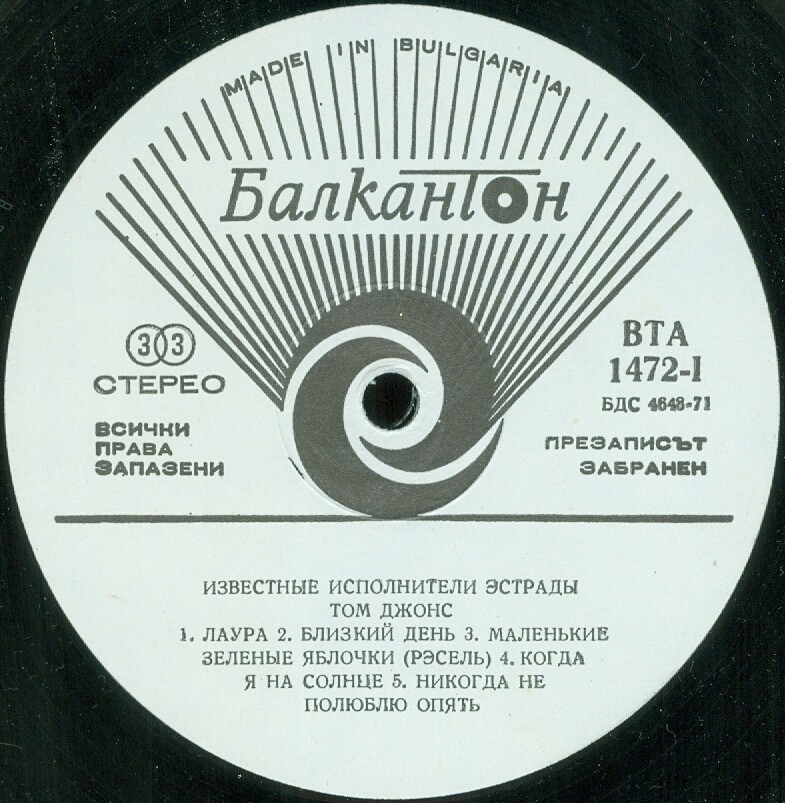 MADE IN BULGARIA
Балкантон
33
СТЕРЕО
ВСИЧКИ
ПРАВА
ЗАПАЗЕНИ
ВТА
1472-I
БДС 4648-71
ПРЕЗАПИСЪТ
ЗАБРАНЕН
ИЗВЕСТНЫЕ ИСПОЛНИТЕЛИ ЭСТРАДЫ
ТОМ ДЖОНС
1. ЛАУРА 2. БЛИЗКИЙ ДЕНЬ 3. МАЛЕНЬКИЕ
ЗЕЛЕНЫЕ ЯБЛОЧКИ (РЭСЕЛЬ) 4. КОГДА
Я НА СОЛНЦЕ 5. НИКОГДА НЕ
ПОЛЮБЛЮ ОПЯТЬ